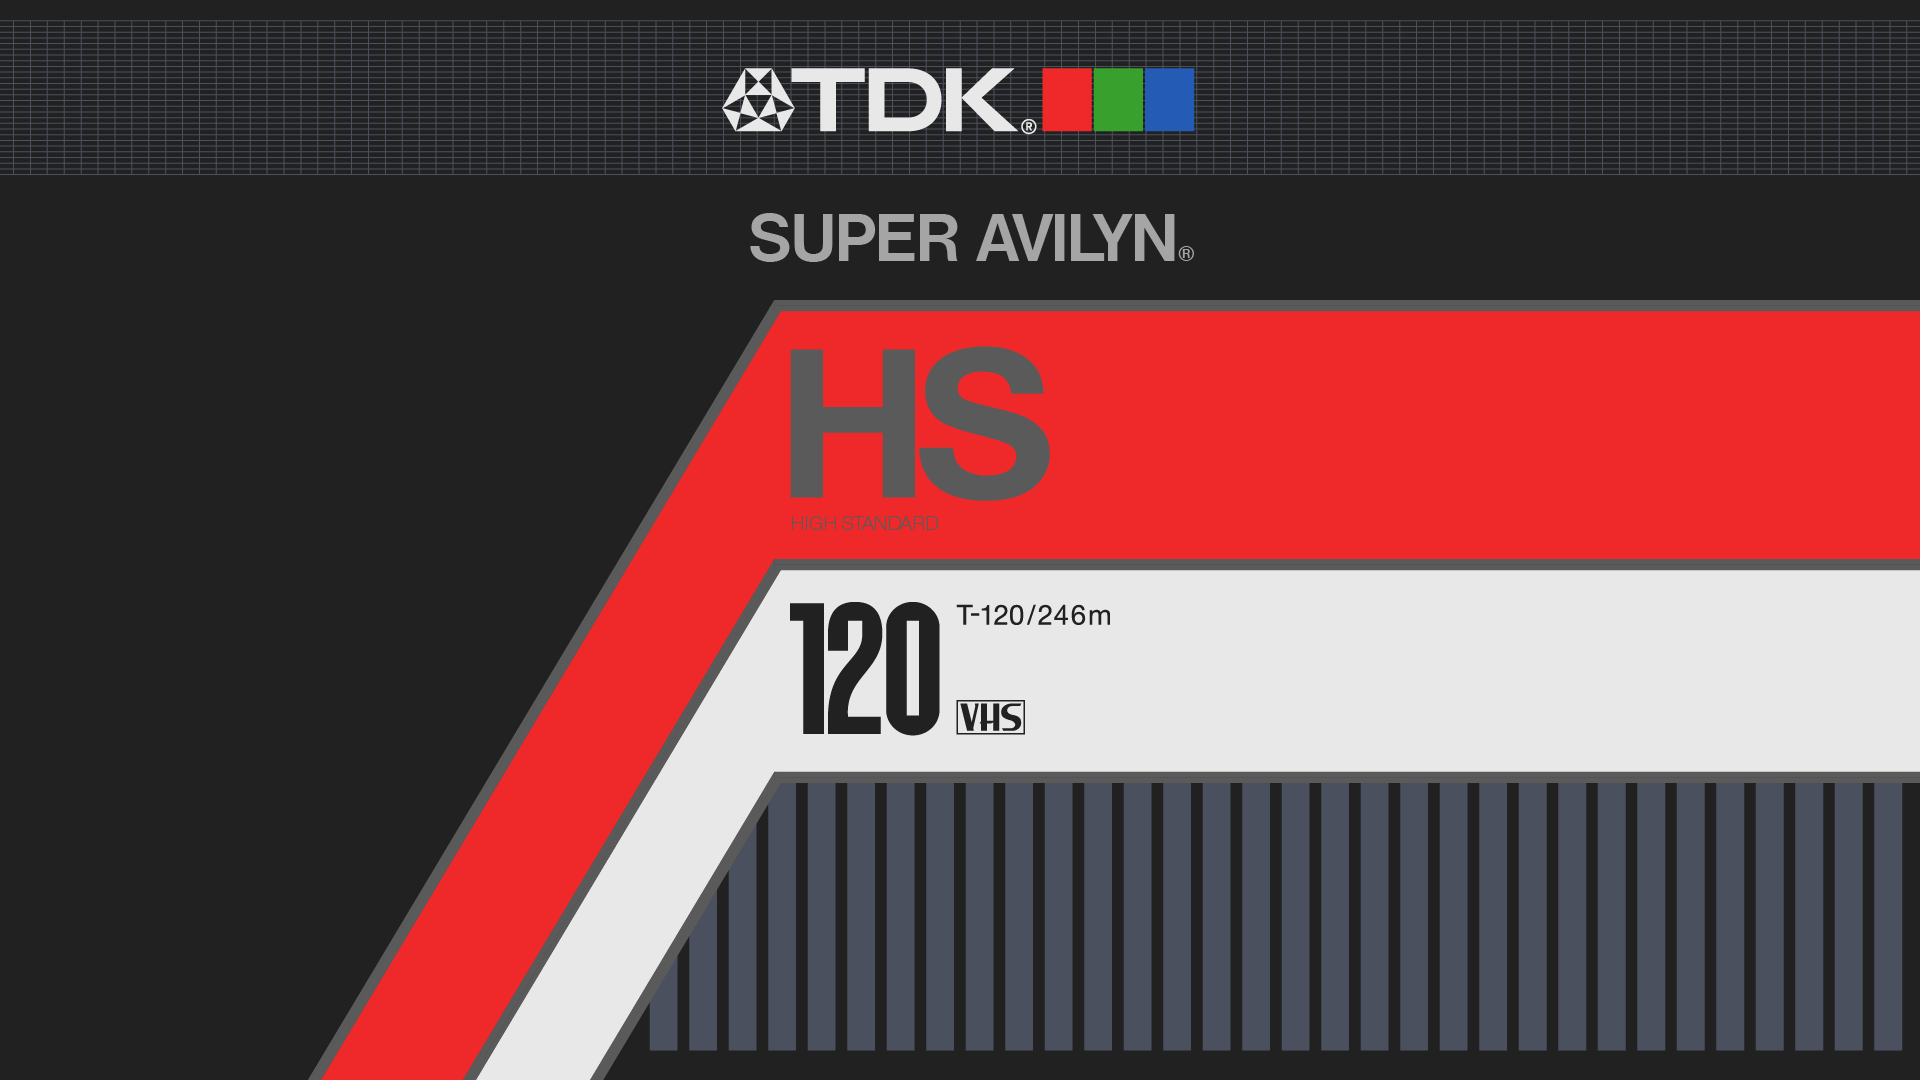 TDK®
SUPER AVILYN®
HS
HIGH STANDARD
120
T-120/246m
VHS